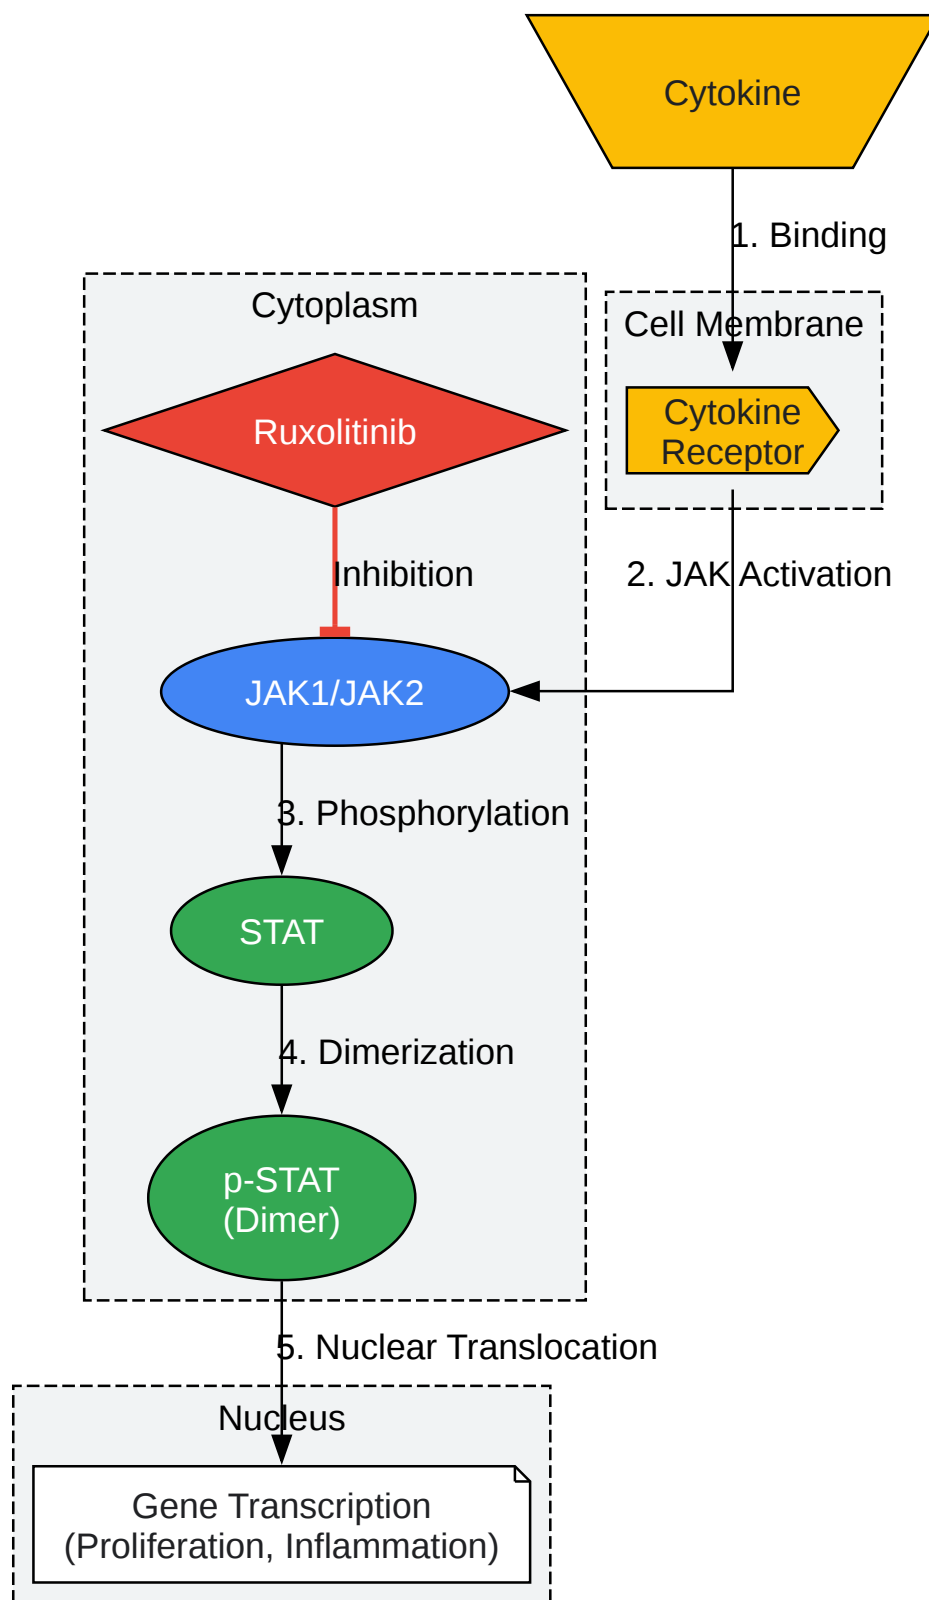 Cytokine
1. Binding
Cytoplasm
Cell Membrane
Ruxolitinib
Cytokine
Receptor
Inhibition
2. JAK Activation
JAK1/JAK2
3. Phosphorylation
STAT
4. Dimerization
p-STAT
(Dimer)
5. Nuclear Translocation
Nucleus
Gene Transcription
(Proliferation, Inflammation)